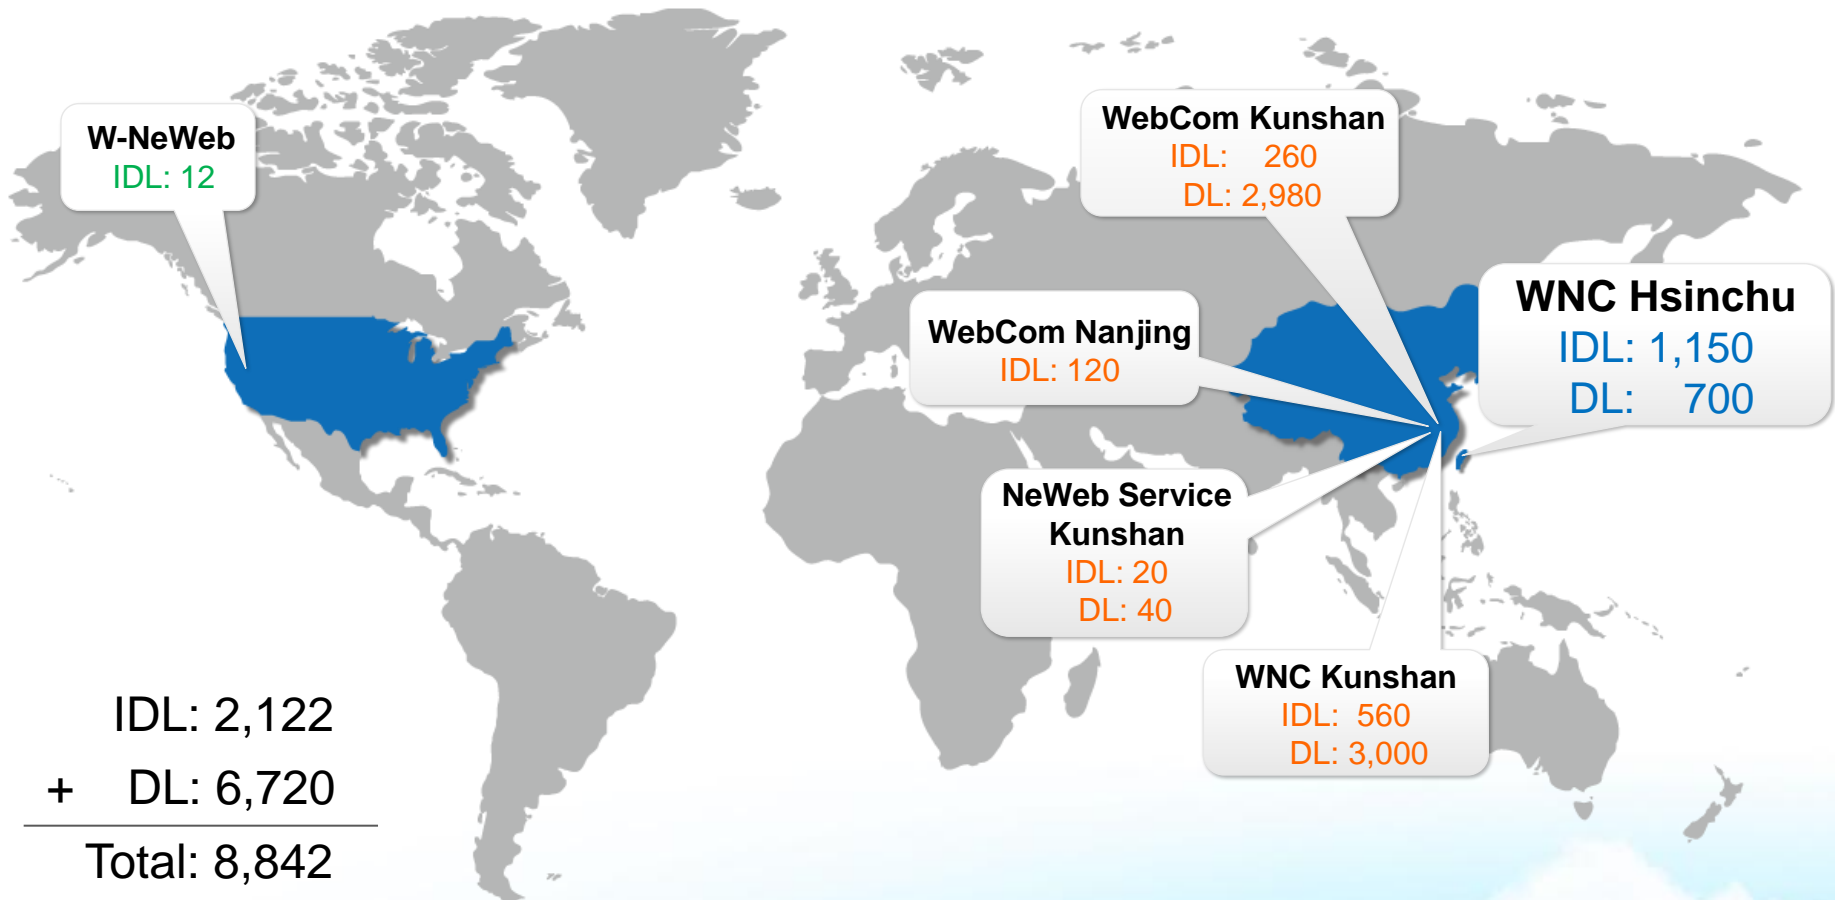 W-NeWeb
IDL: 12
WebCom Kunshan
IDL: 260
DL: 2,980
WNC Hsinchu
IDL: 1,150
DL: 700
WebCom Nanjing
IDL: 120
NeWeb Service
Kunshan
IDL: 20
DL: 40
WNC Kunshan
IDL: 560
DL: 3,000
IDL: 2,122
+ DL: 6,720
Total: 8,842